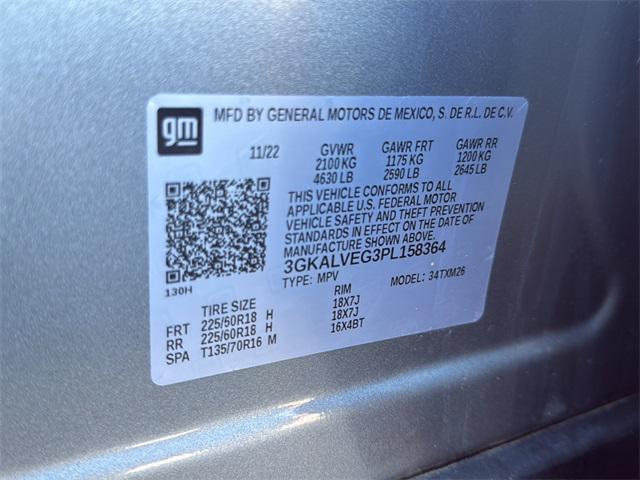 gm
MFD BY GENERAL MOTORS DE MEXICO, S. DE R.L. DE C.V.
11/22 GVWR GAWR FRT GAWR RR
2100 KG 1175 KG 1200 KG
4630 LB 2590 LB 2645 LB
THIS VEHICLE CONFORMS TO ALL
APPLICABLE U.S. FEDERAL MOTOR
VEHICLE SAFETY AND THEFT PREVENTION
STANDARDS IN EFFECT ON THE DATE OF
MANUFACTURE SHOWN ABOVE.
3GKALVEG3PL158364
130H
TYPE: MPV MODEL: 34TXM26
TIRE SIZE RIM
FRT 225/60R18 H 18X7J
RR 225/60R18 H 18X7J
SPA T135/70R16 M 16X4BT